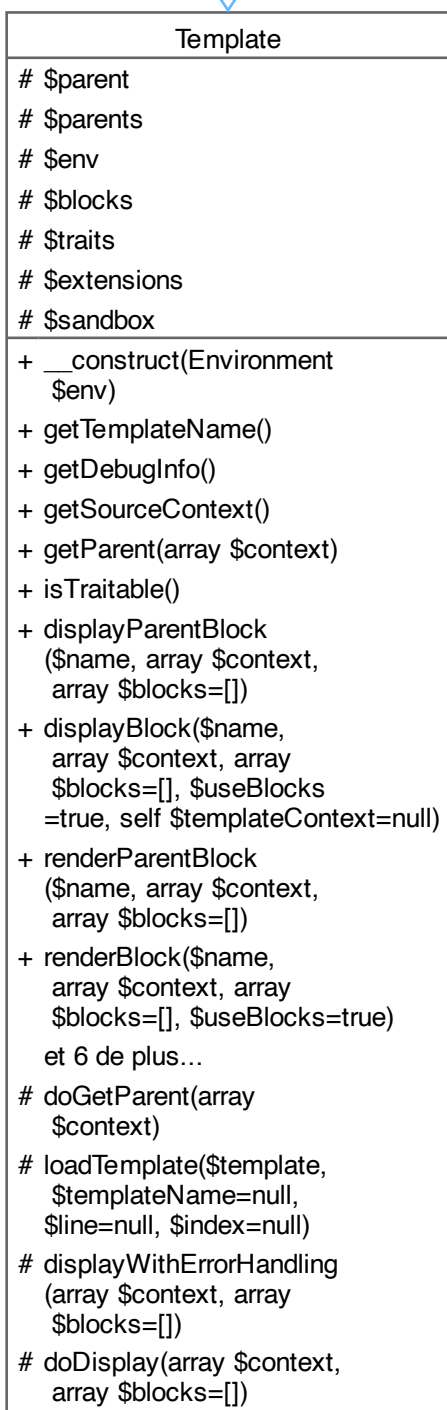 Template
# $parent
# $parents
# $env
# $blocks
# $traits
# $extensions
# $sandbox
+ __construct(Environment
$env)
+ getTemplateName()
+ getDebugInfo()
+ getSourceContext()
+ getParent(array $context)
+ isTraitable()
+ displayParentBlock
($name, array $context,
array $blocks=[])
+ displayBlock($name,
array $context, array
$blocks=[], $useBlocks
=true, self $templateContext=null)
+ renderParentBlock
($name, array $context,
array $blocks=[])
+ renderBlock($name,
array $context, array
$blocks=[], $useBlocks=true)
et 6 de plus...
# doGetParent(array
$context)
# loadTemplate($template,
$templateName=null,
$line=null, $index=null)
# displayWithErrorHandling
(array $context, array
$blocks=[])
# doDisplay(array $context,
array $blocks=[])